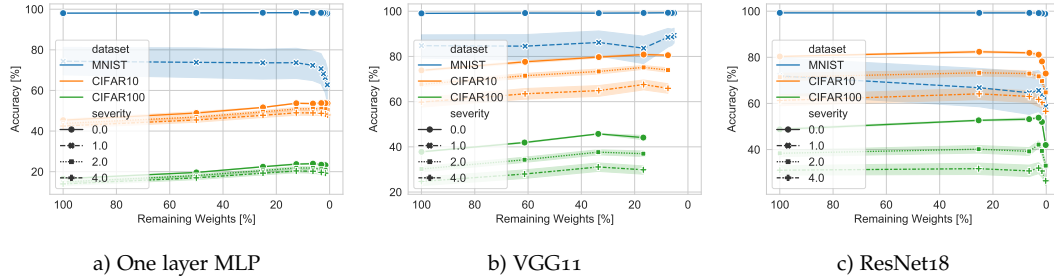 100
80
60
40
20
Accuracy [%]
dataset
MNIST
CIFAR10
CIFAR100
severity
0.0
1.0
2.0
4.0
100 80 60 40 20 0
Remaining Weights [%]
a) One layer MLP
100
80
60
40
20
Accuracy [%]
dataset
MNIST
CIFAR10
CIFAR100
severity
0.0
1.0
2.0
4.0
100 80 60 40 20 0
Remaining Weights [%]
b) VGG11
100
80
60
40
Accuracy [%]
dataset
MNIST
CIFAR10
CIFAR100
severity
0.0
1.0
2.0
4.0
100 80 60 40 20 0
Remaining Weights [%]
c) ResNet18